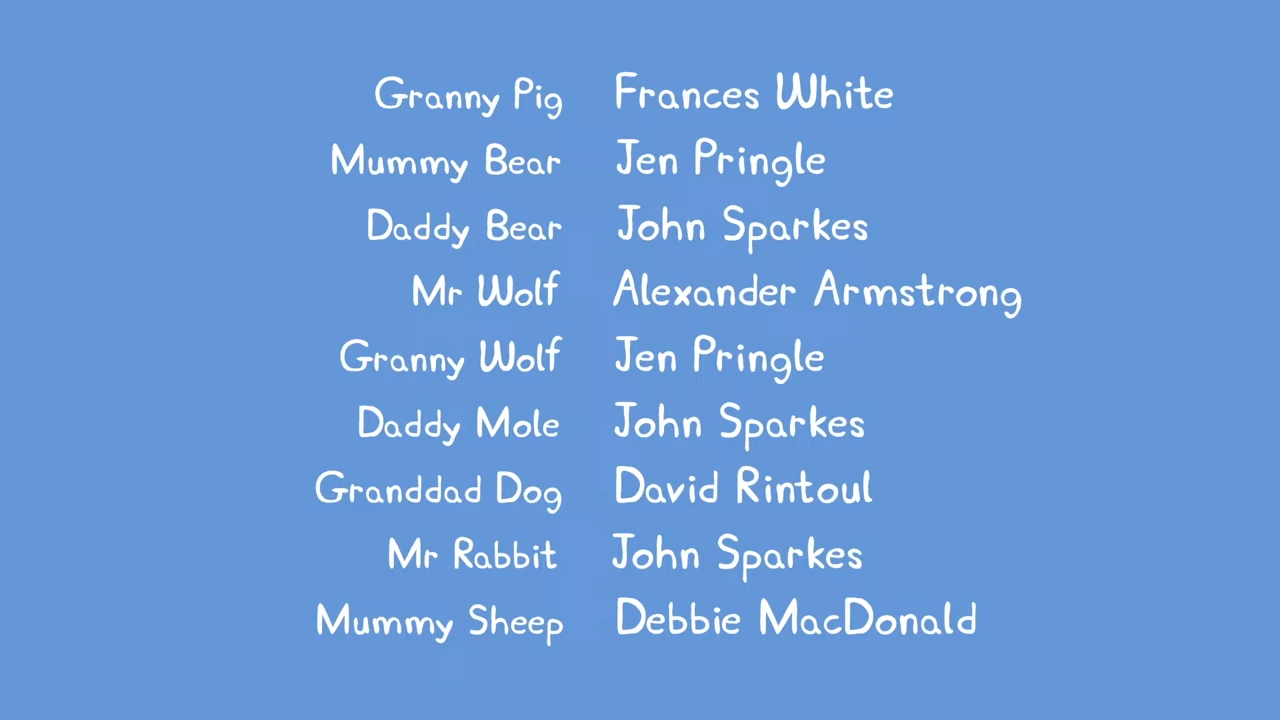 Granny Pig Frances White
Mummy Bear Jen Pringle
Daddy Bear John Sparkes
Mr Wolf Alexander Armstrong
Granny Wolf Jen Pringle
Daddy Mole John Sparkes
Granddad Dog David Rintoul
Mr Rabbit John Sparkes
Mummy Sheep Debbie MacDonald